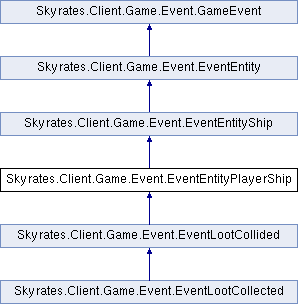 Skyrates.Client.Game.Event.GameEvent
Skyrates.Client.Game.Event.EventEntity
Skyrates.Client.Game.Event.EventEntityShip
Skyrates.Client.Game.Event.EventEntityPlayerShip
Skyrates.Client.Game.Event.EventLootCollided
Skyrates.Client.Game.Event.EventLootCollected